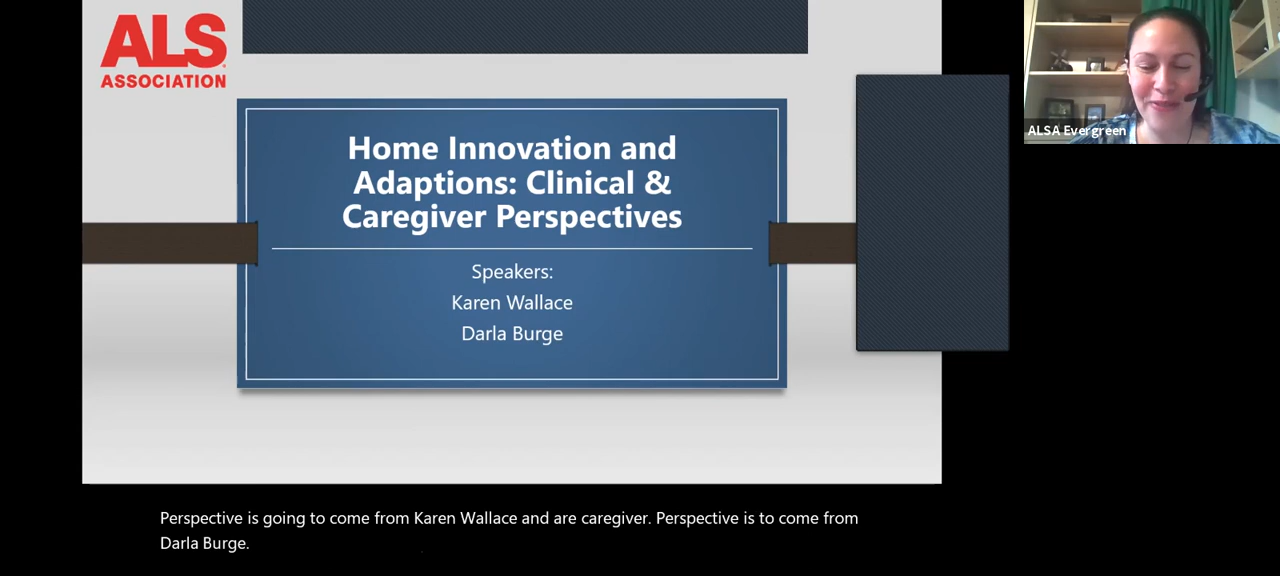 ALS
ASSOCIATION
Home Innovation and
Adaptions: Clinical &
Caregiver Perspectives
Speakers:
Karen Wallace
Darla Burge
ALSA Evergreen
Perspective is going to come from Karen Wallace and are caregiver. Perspective is to come from
Darla Burge.